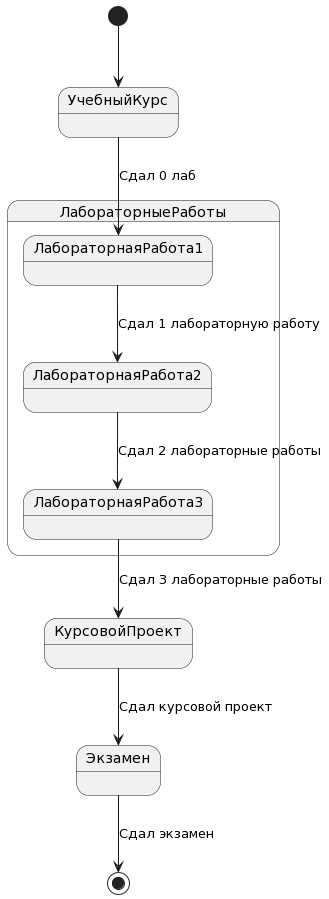 УчебныйКурс
Сдал 0 лаб
ЛабораторныеРаботы
ЛабораторнаяРабота1
Сдал 1 лабораторную работу
ЛабораторнаяРабота2
Сдал 2 лабораторные работы
ЛабораторнаяРабота3
Сдал 3 лабораторные работы
КурсовойПроект
Сдал курсовой проект
Экзамен
Сдал экзамен